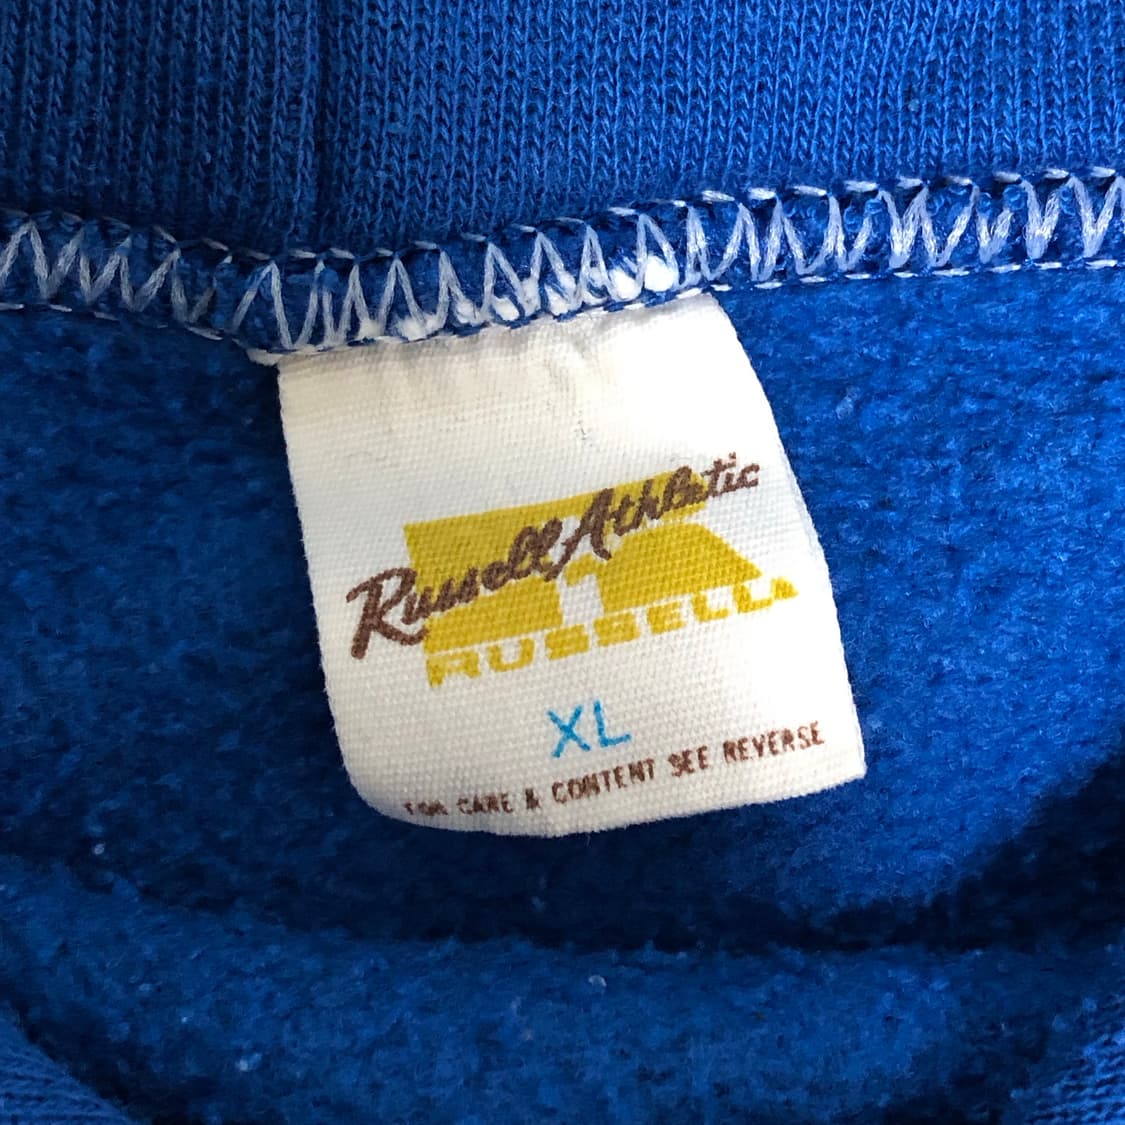 Russell Athletic
RUSSELL
XL
FOR CARE & CONTENT SEE REVERSE